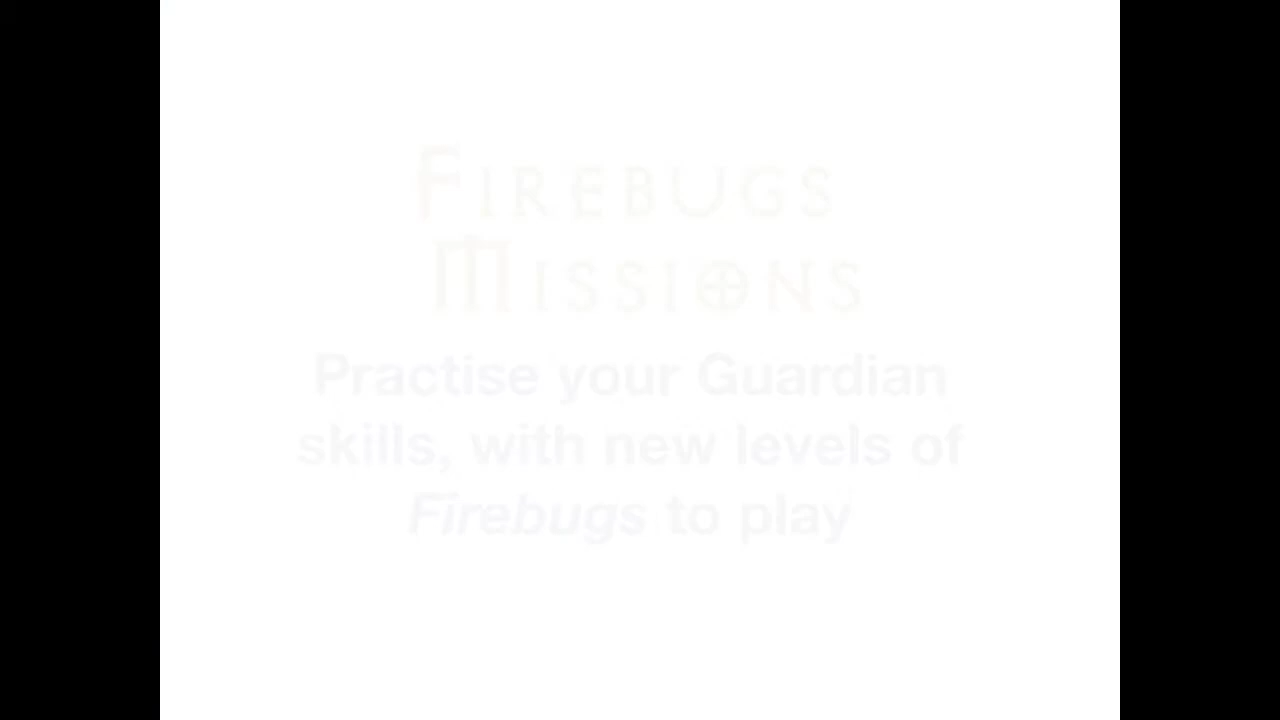 FIREBUGS
MISSIONS
Practise your Guardian
skills, with new levels of
Firebugs to play